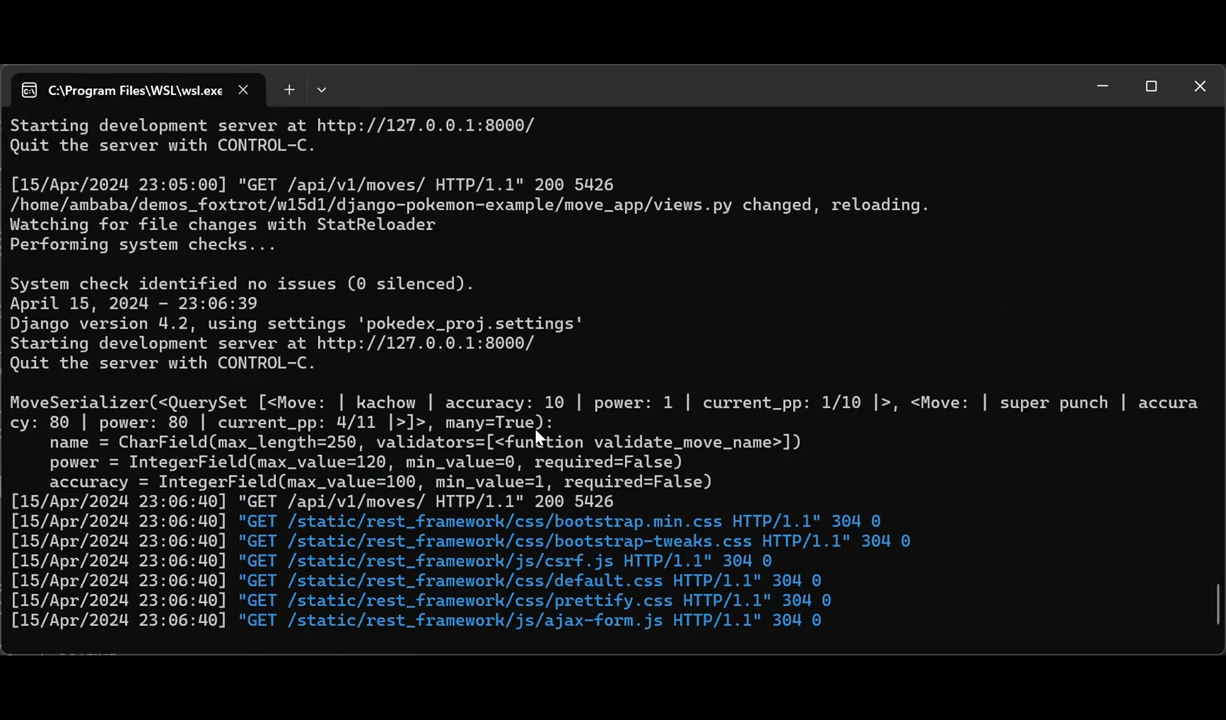 C:\Program Files\WSL\wsl.exe
Starting development server at http://127.0.0.1:8000/
Quit the server with CONTROL-C.
[15/Apr/2024 23:05:00] "GET /api/v1/moves/ HTTP/1.1" 200 5426
/home/ambaba/demos_foxtrot/w15d1/django-pokemon-example/move_app/views.py changed, reloading.
Watching for file changes with StatReloader
Performing system checks...
System check identified no issues (0 silenced).
April 15, 2024 - 23:06:39
Django version 4.2, using settings 'pokedex_proj.settings'
Starting development server at http://127.0.0.1:8000/
Quit the server with CONTROL-C.
MoveSerializer(<QuerySet [<Move: | kachow | accuracy: 10 | power: 1 | current_pp: 1/10 |>, <Move: | super punch | accura
cy: 80 | power: 80 | current_pp: 4/11 |>]>, many=True):
    name = CharField(max_length=250, validators=[<function validate_move_name>])
    power = IntegerField(max_value=120, min_value=0, required=False)
    accuracy = IntegerField(max_value=100, min_value=1, required=False)
[15/Apr/2024 23:06:40] "GET /api/v1/moves/ HTTP/1.1" 200 5426
[15/Apr/2024 23:06:40] "GET /static/rest_framework/css/bootstrap.min.css HTTP/1.1" 304 0
[15/Apr/2024 23:06:40] "GET /static/rest_framework/css/bootstrap-tweaks.css HTTP/1.1" 304 0
[15/Apr/2024 23:06:40] "GET /static/rest_framework/js/csrf.js HTTP/1.1" 304 0
[15/Apr/2024 23:06:40] "GET /static/rest_framework/css/default.css HTTP/1.1" 304 0
[15/Apr/2024 23:06:40] "GET /static/rest_framework/css/prettify.css HTTP/1.1" 304 0
[15/Apr/2024 23:06:40] "GET /static/rest_framework/js/ajax-form.js HTTP/1.1" 304 0